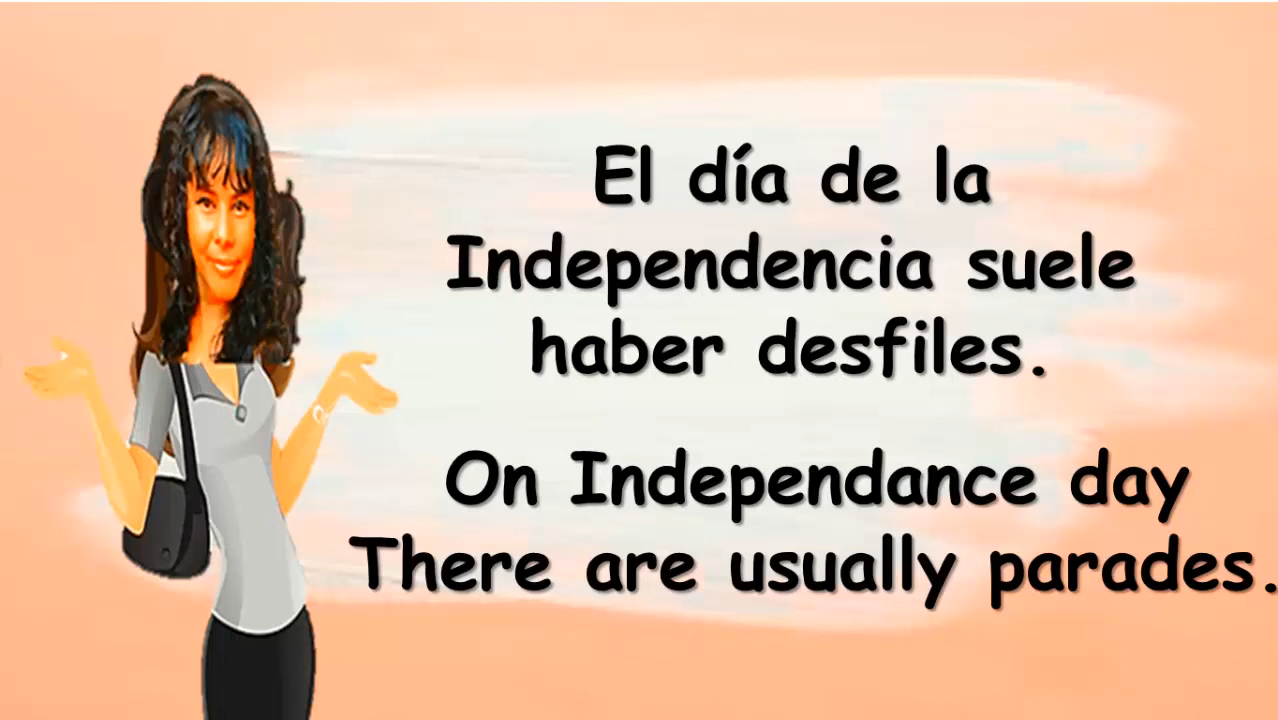 El día de la
Independencia suele
haber desfiles.
On Independance day
There are usually parades.